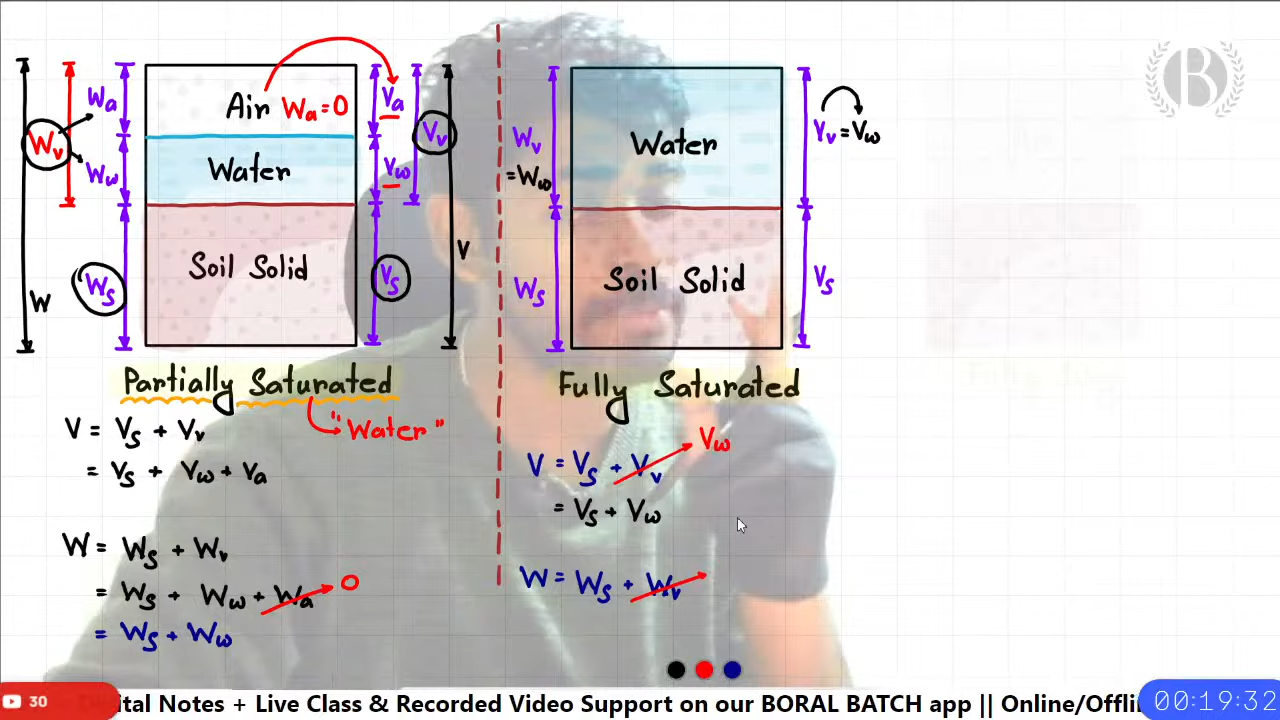 Air Wa=0
Water
Soil Solid
W
Wv
Wa
Ww
Ws
Va
Vw
Vv
Vs
V
Partially Saturated
"Water"
V = Vs + Vv
= Vs + Vw + Va
W = Ws + Wv
= Ws + Ww + Wa 0
= Ws + Ww
Water
Soil Solid
Wv
=Ww
Ws
Vv=Vw
Vs
Fully Saturated
V = Vs + Vv Vw
= Vs + Vw
W = Ws + Wv
B
30
Digital Notes + Live Class & Recorded Video Support on our BORAL BATCH app || Online/Offli
00:19:32